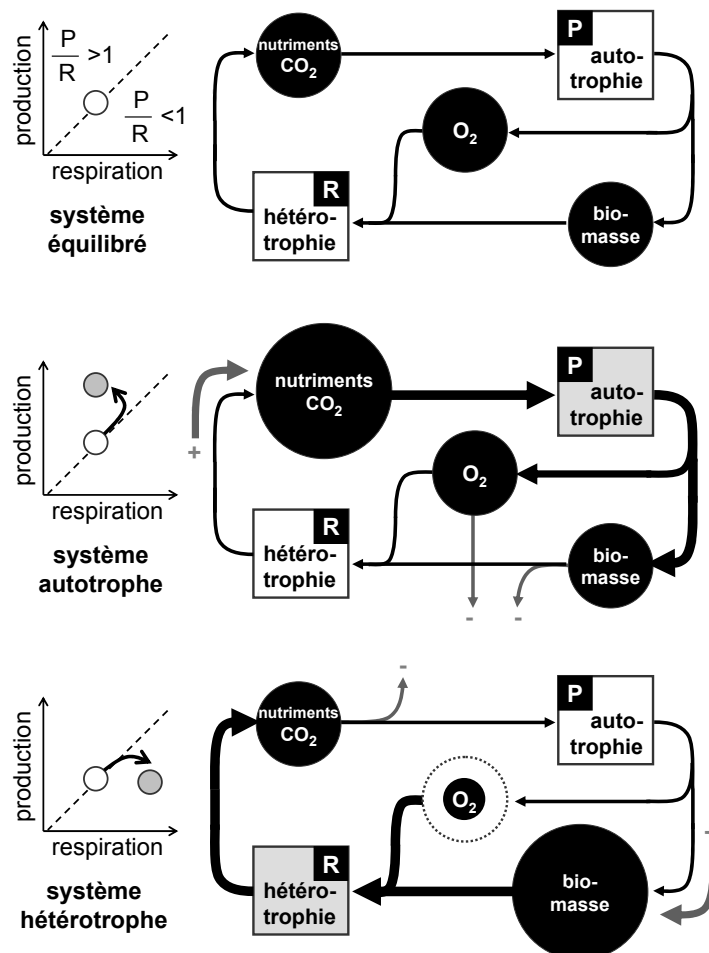 production
P
R
>1
P
R
<1
respiration
système
équilibré
nutriments
CO2
P
auto-
trophie
O2
R
hétéro-
trophie
bio-
masse
production
respiration
système
autotrophe
+
nutriments
CO2
P
auto-
trophie
O2
R
hétéro-
trophie
bio-
masse
-
-
production
respiration
système
hétérotrophe
nutriments
CO2
-
P
auto-
trophie
O2
R
hétéro-
trophie
bio-
masse